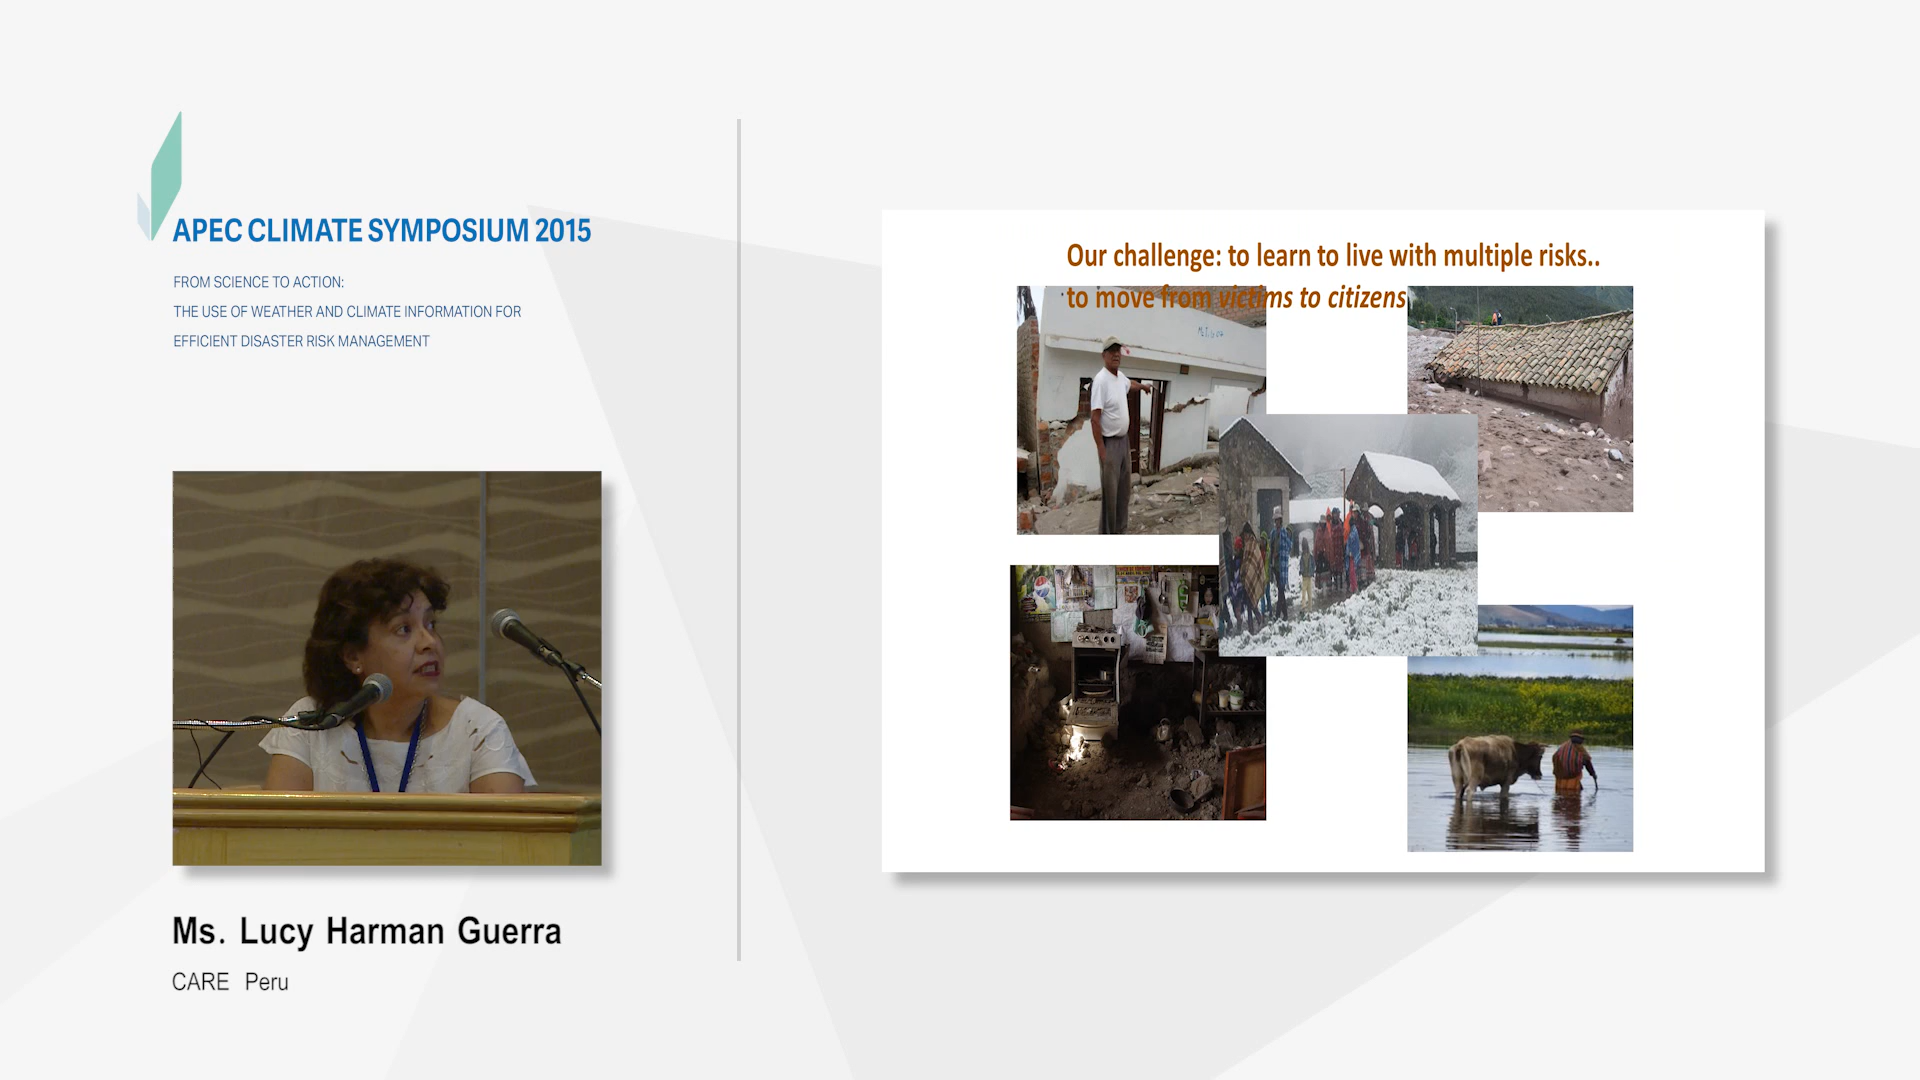 APEC CLIMATE SYMPOSIUM 2015
FROM SCIENCE TO ACTION:
THE USE OF WEATHER AND CLIMATE INFORMATION FOR
EFFICIENT DISASTER RISK MANAGEMENT
Ms. Lucy Harman Guerra
CARE Peru
Our challenge: to learn to live with multiple risks..
to move from victims to citizens